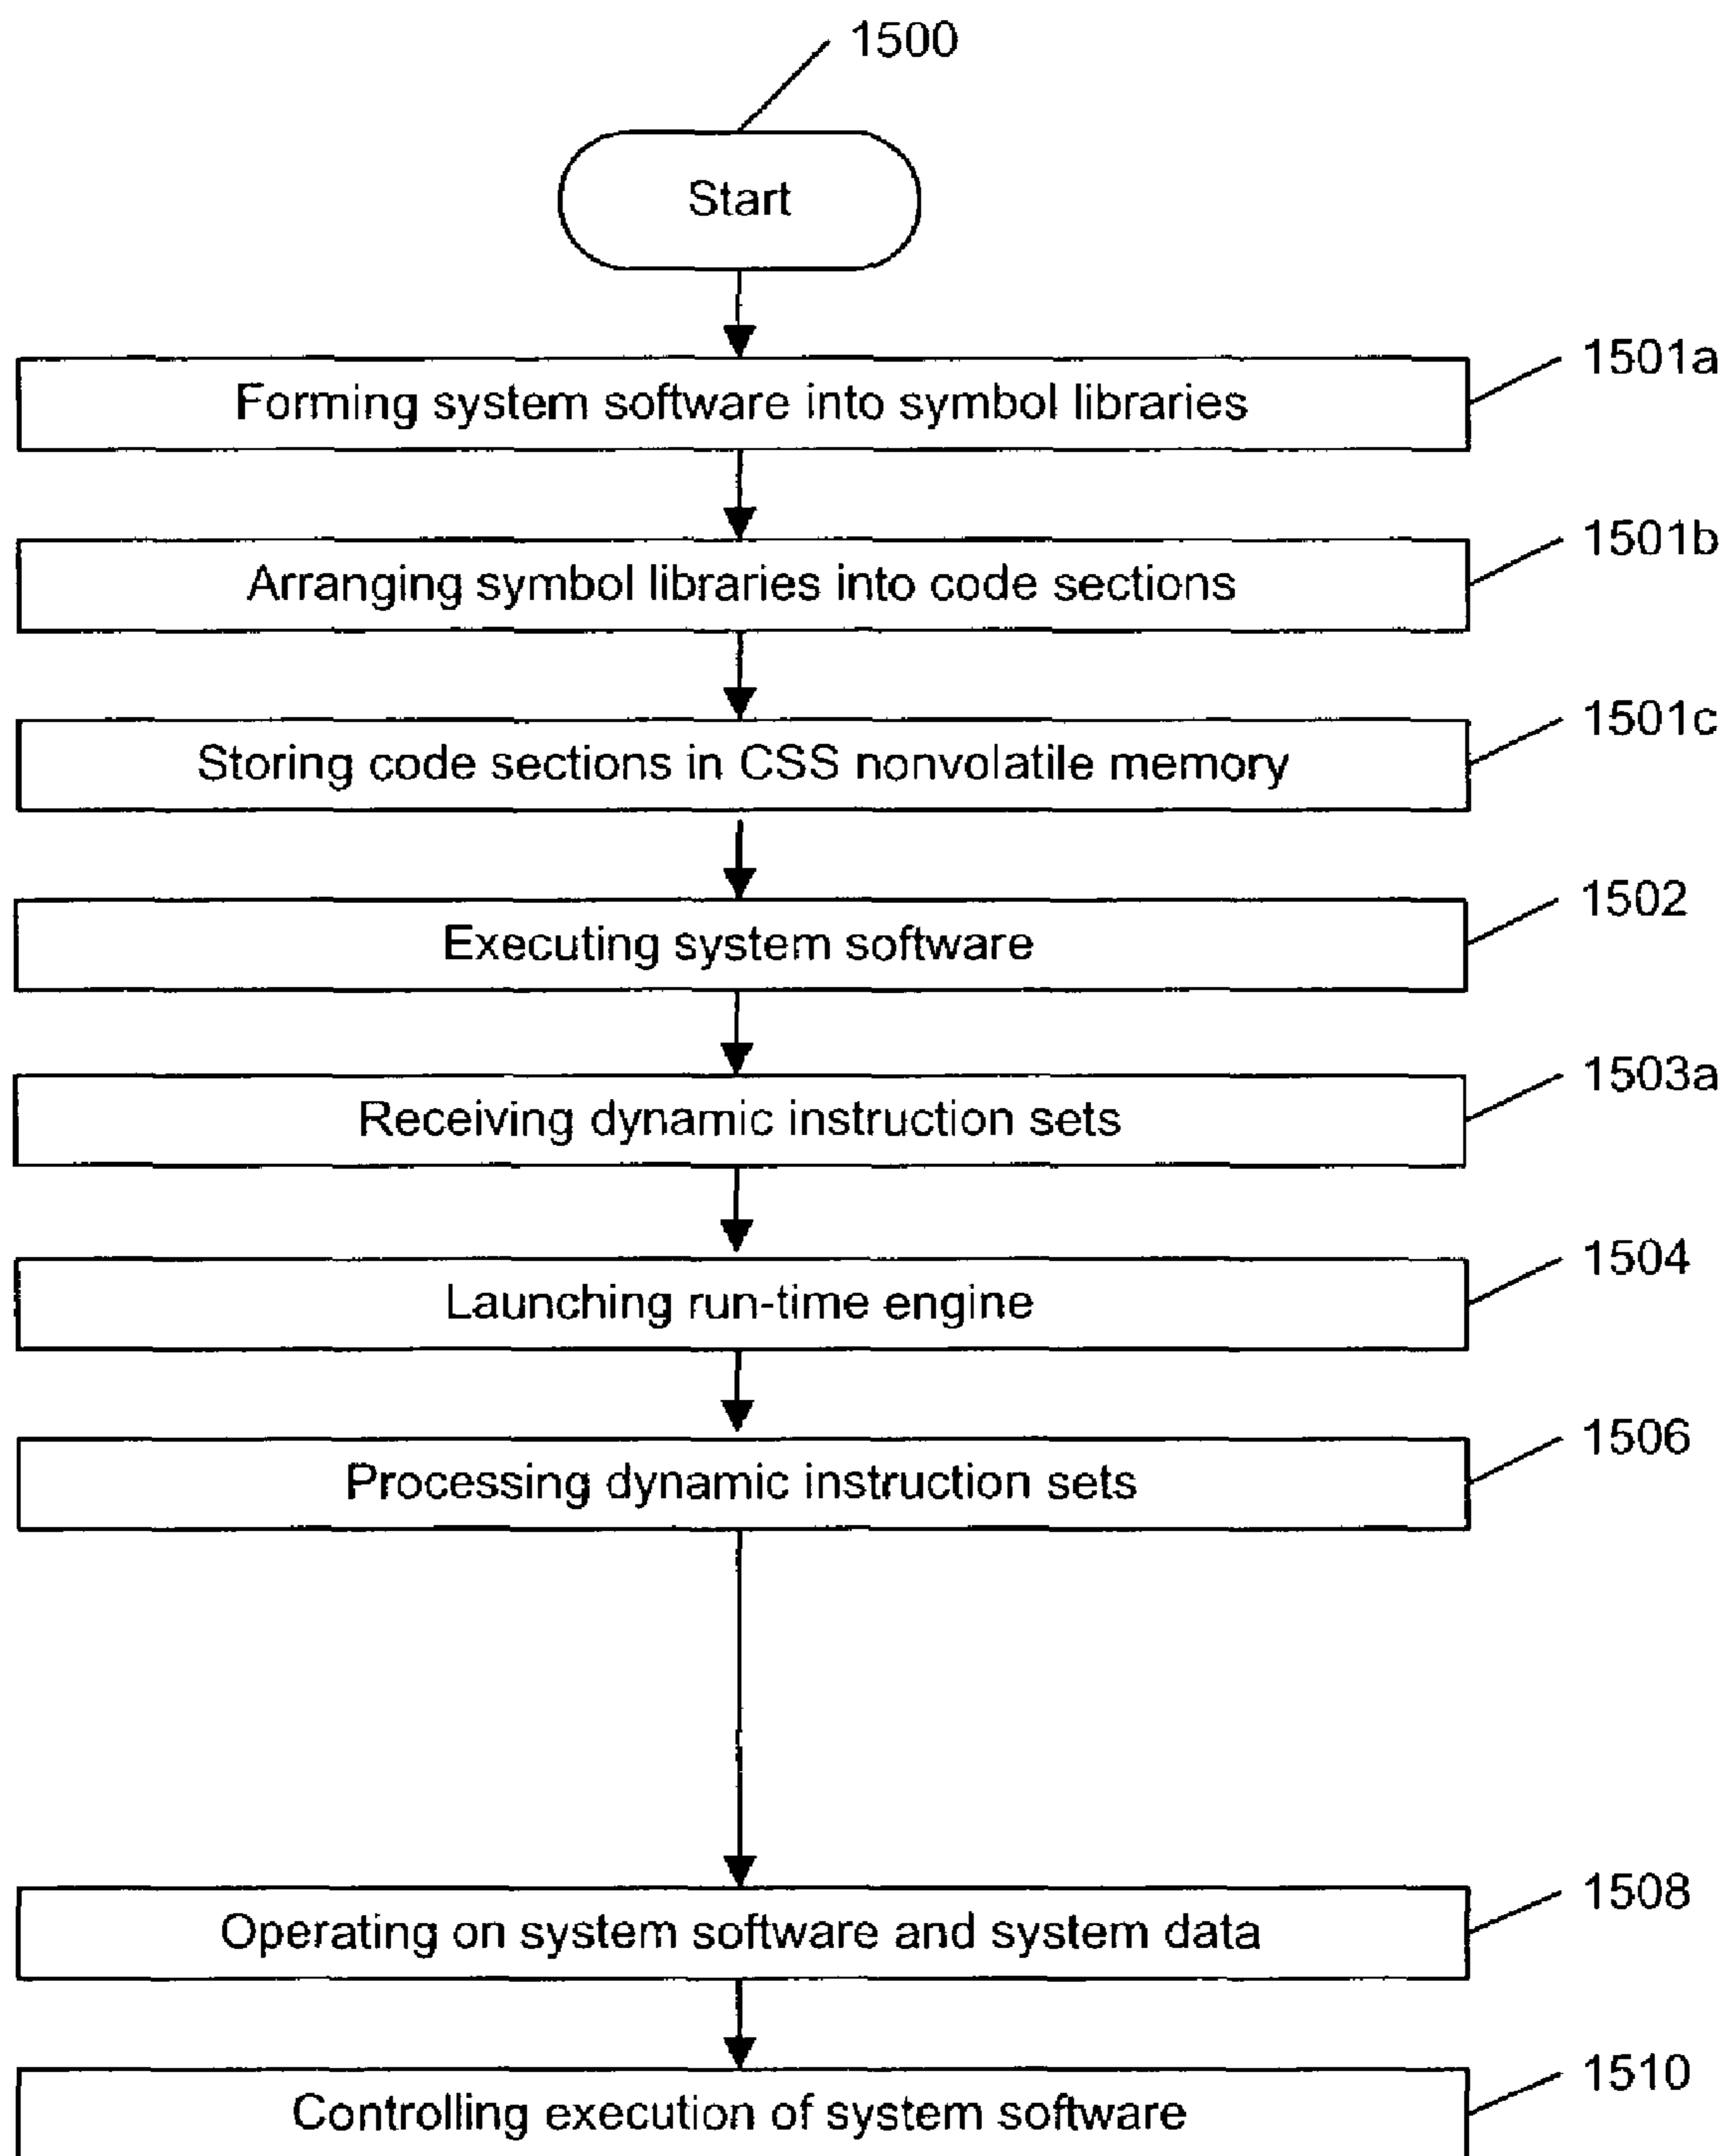 1500
Start
1501a
Forming system software into symbol libraries
1501b
Arranging symbol libraries into code sections
1501c
Storing code sections in CSS nonvolatile memory
1502
Executing system software
1503a
Receiving dynamic instruction sets
1504
Launching run-time engine
1506
Processing dynamic instruction sets
1508
Operating on system software and system data
1510
Controlling execution of system software